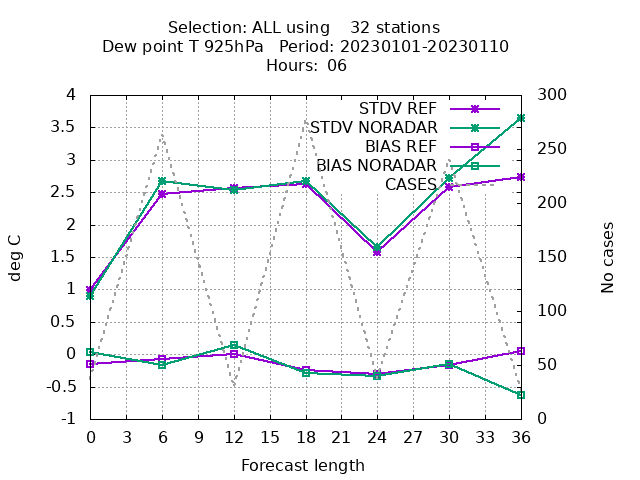 Selection: ALL using    32 stations
Dew point T 925hPa   Period: 20230101-20230110
Hours: 06
STDV REF
STDV NORADAR
BIAS REF
BIAS NORADAR
CASES
deg C
4
3.5
3
2.5
2
1.5
1
0.5
0
-0.5
-1
No cases
300
250
200
150
100
50
0
0 3 6 9 12 15 18 21 24 27 30 33 36
Forecast length